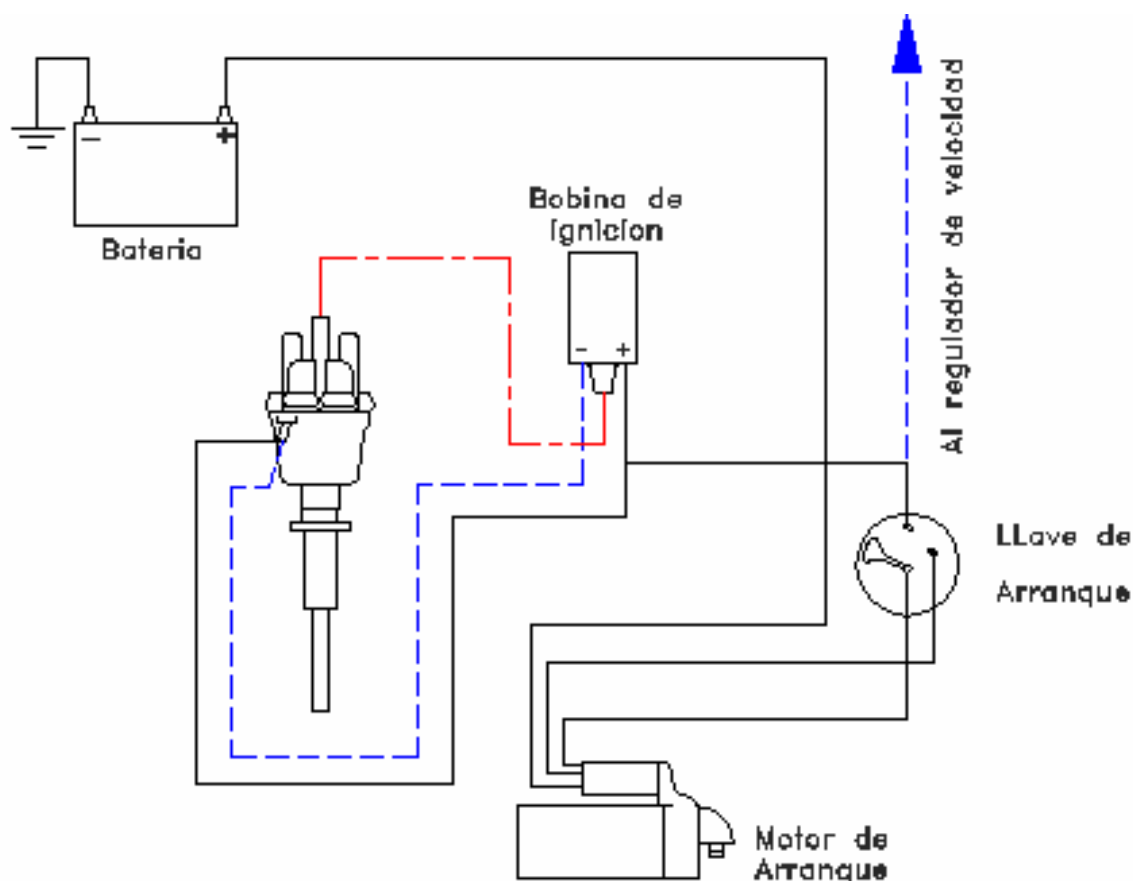 Bateria
- +
Bobina de
ignicion
- +
Al regulador de velocidad
LLave de
Arranque
Motor de
Arranque